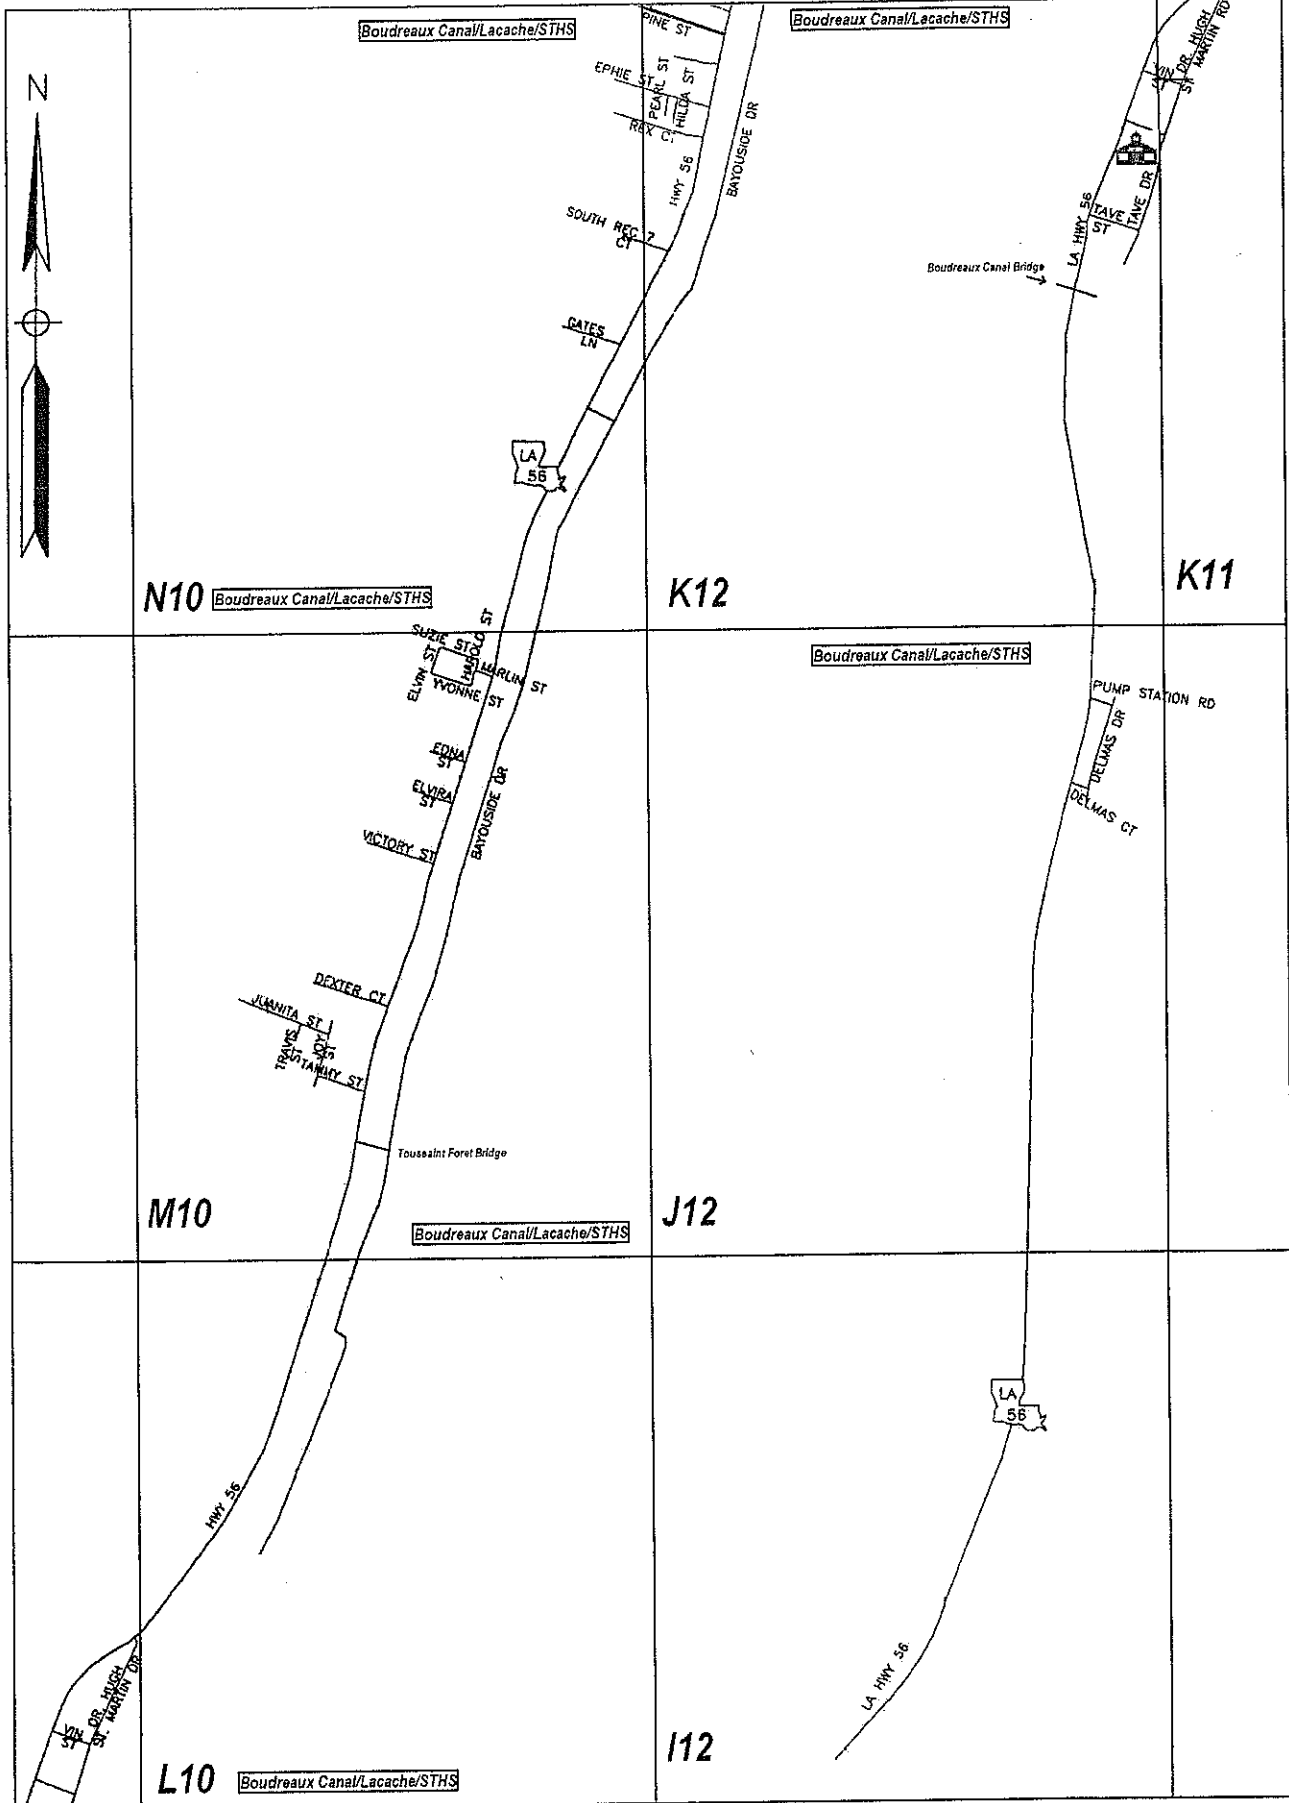 Boudreaux Canal/Lacache/STHS
Boudreaux Canal/Lacache/STHS
N
PINE ST
EPHIE ST
PEARL ST
HILDA ST
REX CT
HWY 56
BAYOUSIDE DR
SOUTH REC 7
CT
GATES
LN
LA
56
N10
Boudreaux Canal/Lacache/STHS
K12
VIN
ST
DR. HUGH
ST MARTIN RD
TAVE DR
TAVE
ST
LA HWY 56
Boudreaux Canal Bridge
K11
SUZIE ST
HAROLD ST
ELVIN ST
MARLIN ST
YVONNE ST
EDNA
ST
ELVIRA
ST
BAYOUSIDE DR
VICTORY ST
DEXTER CT
JUANITA ST
TRAVIS
ST
JOY
ST
TAMMY ST
Toussaint Foret Bridge
M10
Boudreaux Canal/Lacache/STHS
Boudreaux Canal/Lacache/STHS
PUMP STATION RD
DELMAS DR
DELMAS CT
J12
HWY 56
DR. HUGH
ST. MARTIN DR
VIN
ST
L10
Boudreaux Canal/Lacache/STHS
LA
56
LA HWY 56
I12